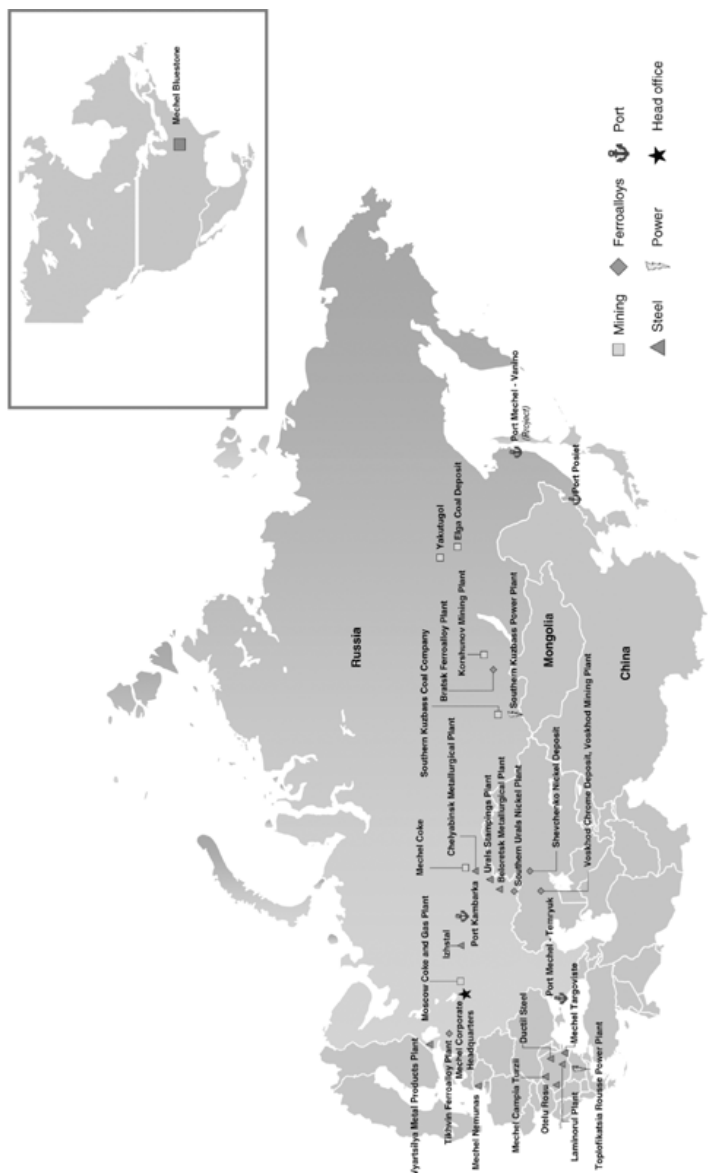 Mechel Bluestone
Russia
Mongolia
China
Vyartsilya Metal Products Plant
Tikhvin Ferroalloy Plant
Mechel Corporate
Headquarters
Mechel Nemunas
Moscow Coke and Gas Plant
Izhstal
Port Kambarka
Mechel Coke
Chelyabinsk Metallurgical Plant
Urals Stampings Plant
Beloretsk Metallurgical Plant
Southern Urals Nickel Plant
Shevchenko Nickel Deposit
Voskhod Chrome Deposit, Voskhod Mining Plant
Southern Kuzbass Coal Company
Bratsk Ferroalloy Plant
Korshunov Mining Plant
Southern Kuzbass Power Plant
Yakutugol
Elga Coal Deposit
Port Mechel - Vanino
(Project)
Port Posiet
Port Mechel - Temryuk
Ductil Steel
Mechel Campia Turzii
Otelu Rosu
Laminorul Plant
Mechel Targoviste
Toplofikatsia Rousse Power Plant
Mining
Ferroalloys
Port
Steel
Power
Head office